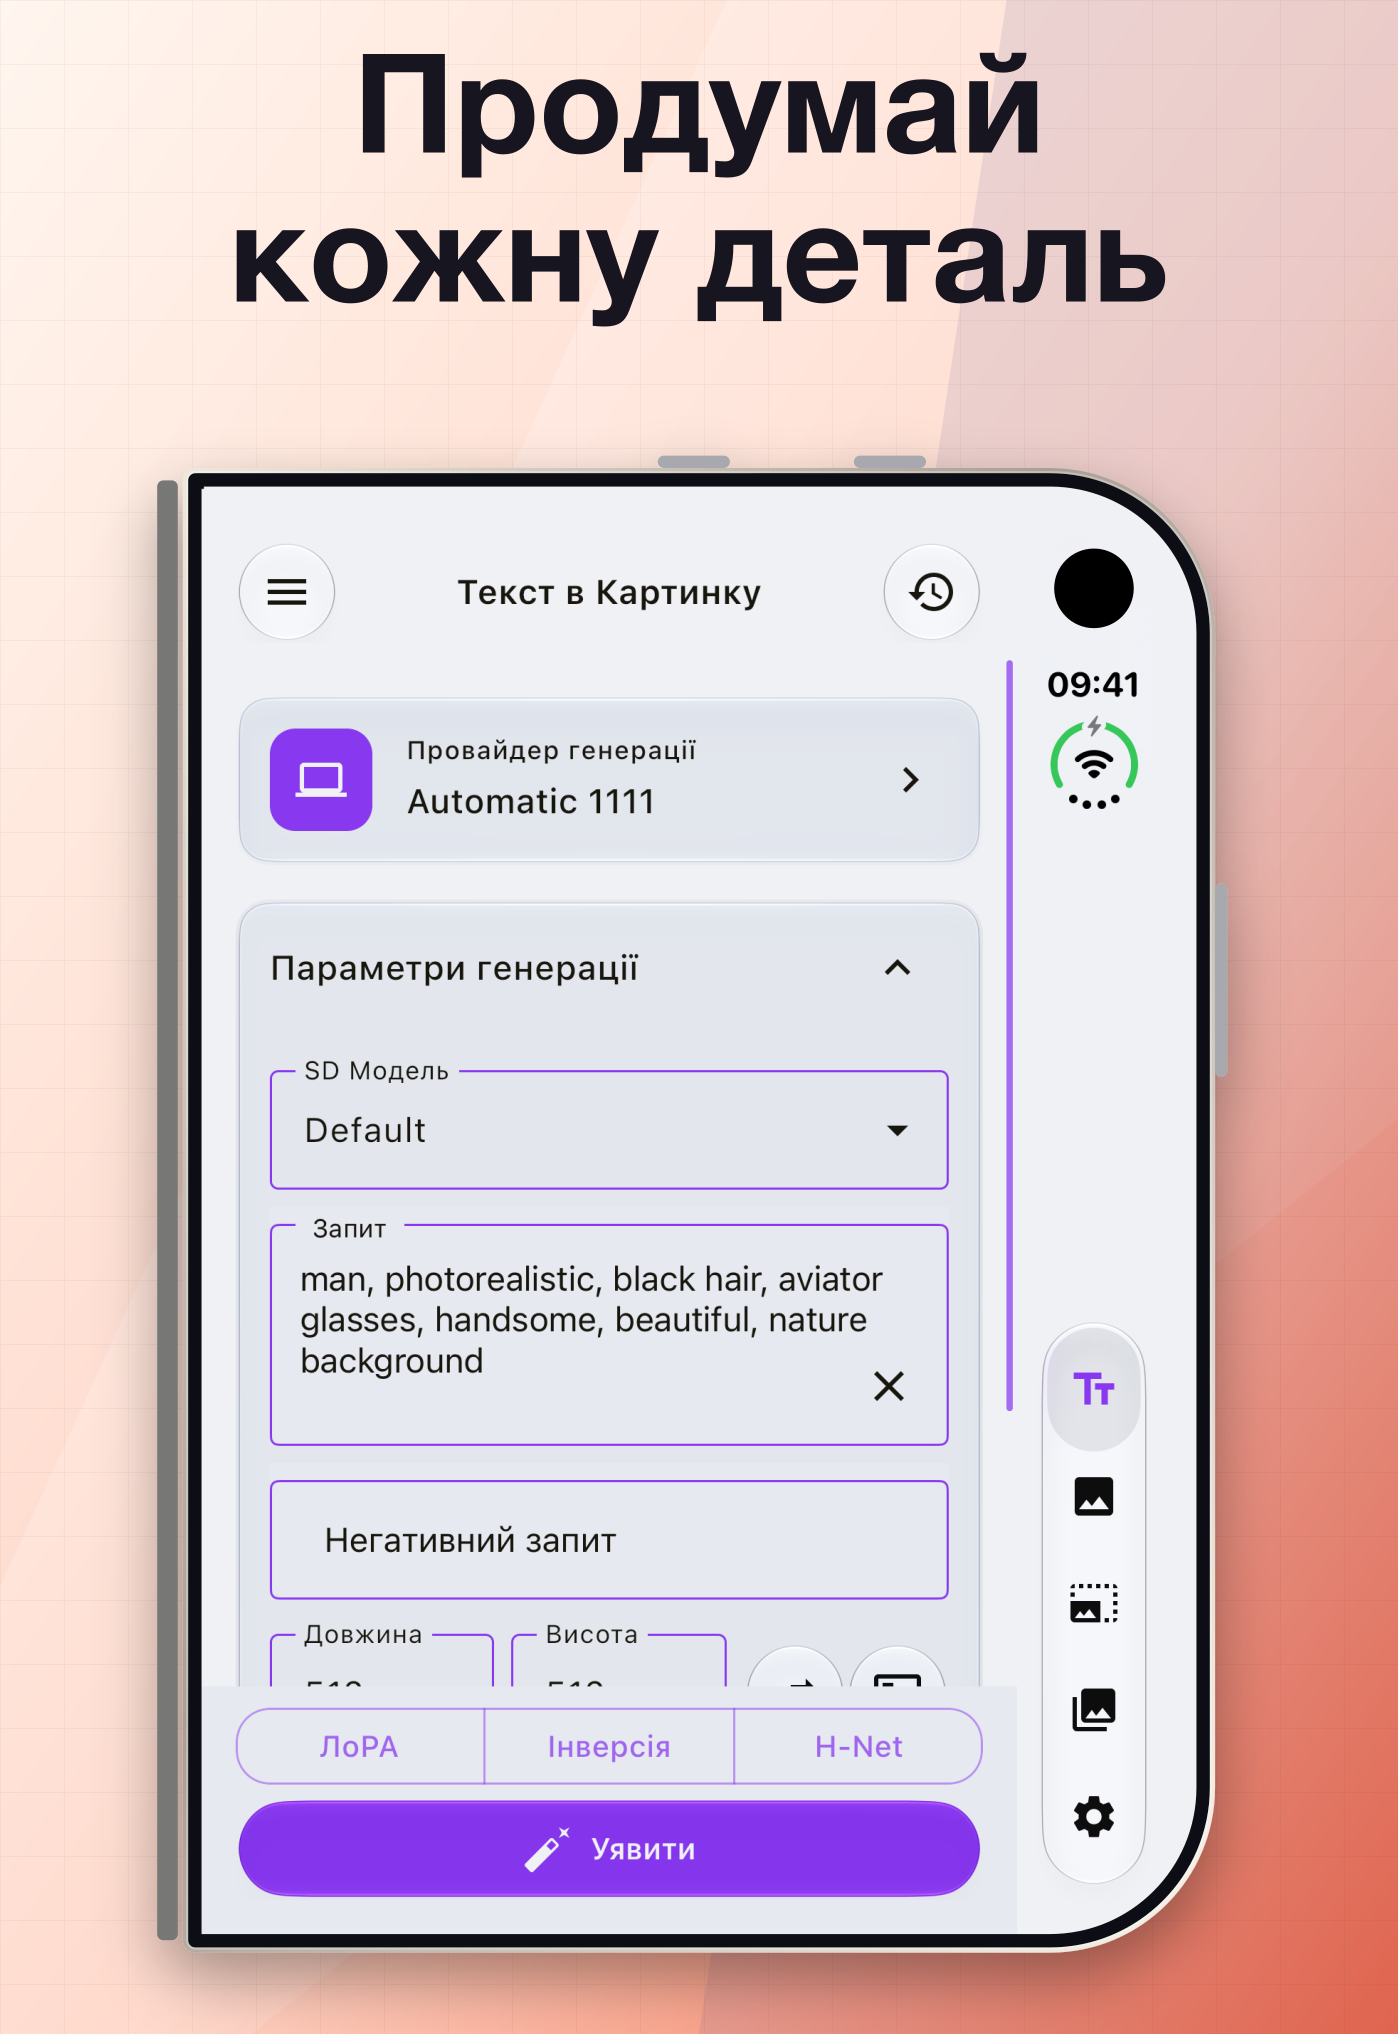 Продумай
кожну деталь
Текст в Картинку
09:41
Провайдер генерації
Automatic 1111
Параметри генерації
SD Модель
Default
Запит
man, photorealistic, black hair, aviator
glasses, handsome, beautiful, nature
background
Негативний запит
Довжина
Висота
ЛоРА
Інверсія
H-Net
Уявити